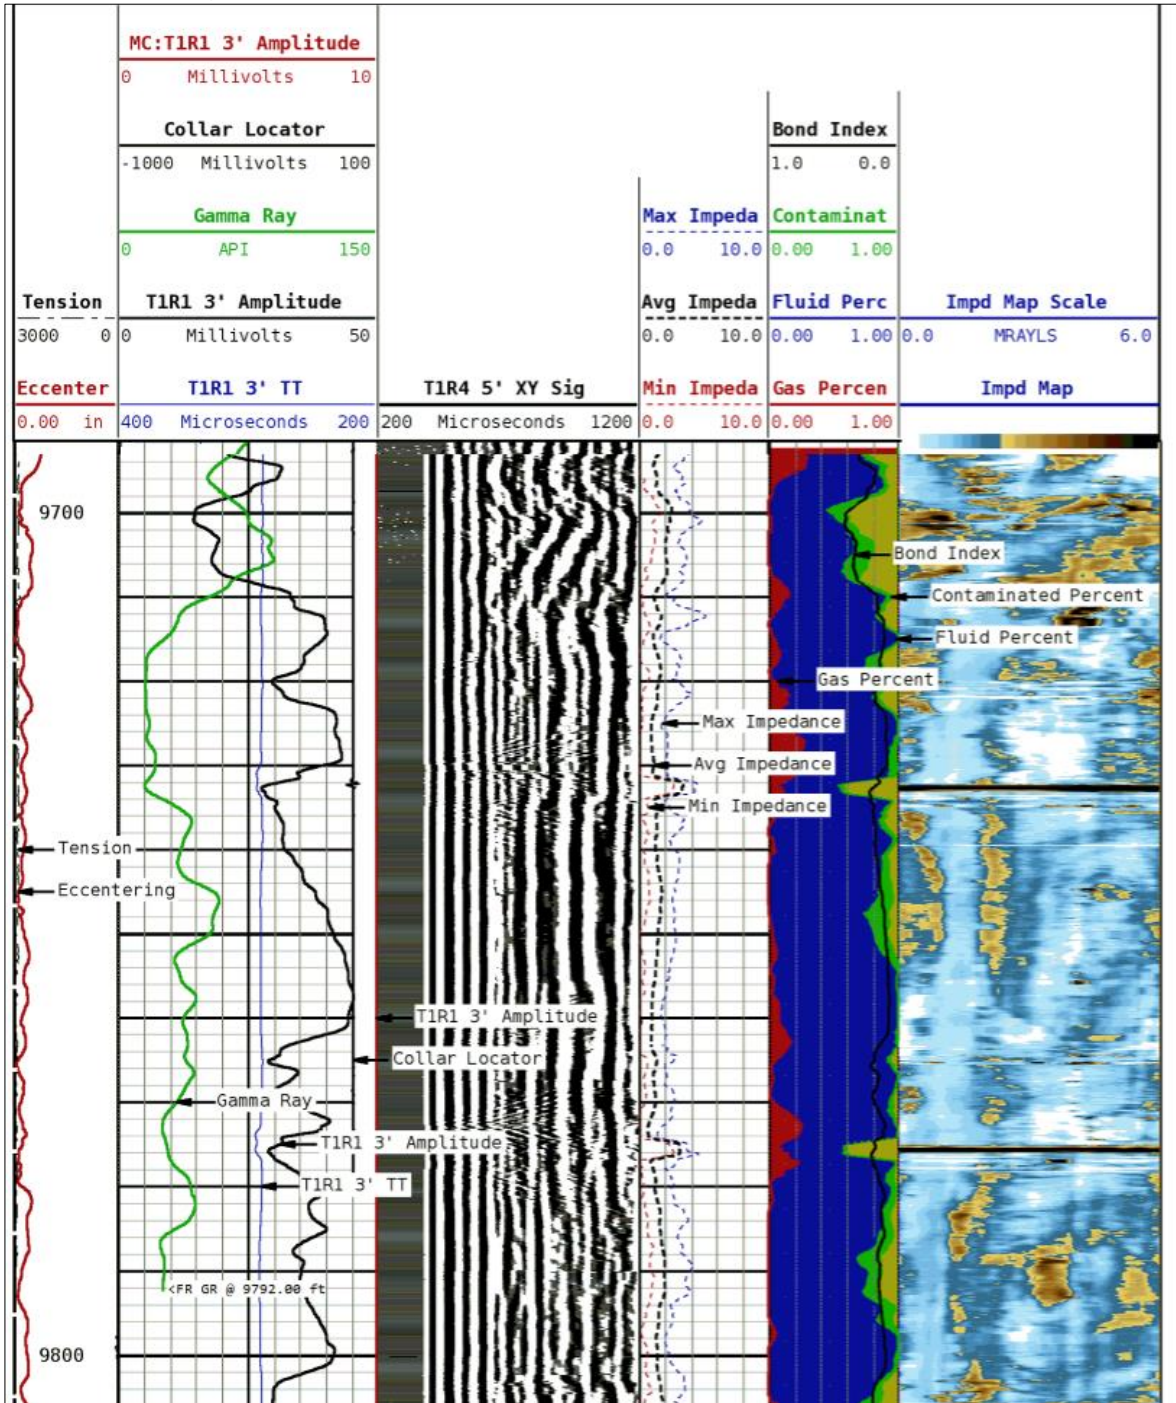 MC:T1R1 3' Amplitude
0 Millivolts 10
Collar Locator
-1000 Millivolts 100
Gamma Ray
0 API 150
Tension
3000 0
T1R1 3' Amplitude
0 Millivolts 50
Eccenter
0.00 in
T1R1 3' TT
400 Microseconds 200
T1R4 5' XY Sig
200 Microseconds 1200
Max Impeda
0.0 10.0
Avg Impeda
0.0 10.0
Min Impeda
0.0 10.0
Bond Index
1.0 0.0
Contaminat
0.00 1.00
Fluid Perc
0.00 1.00
Gas Percen
0.00 1.00
Impd Map Scale
0.0 MRAYLS 6.0
Impd Map
9700
Bond Index
Contaminated Percent
Fluid Percent
Gas Percent
Max Impedance
Avg Impedance
Min Impedance
Tension
Eccentering
T1R1 3' Amplitude
Collar Locator
Gamma Ray
T1R1 3' Amplitude
T1R1 3' TT
<FR GR @ 9792.00 ft
9800